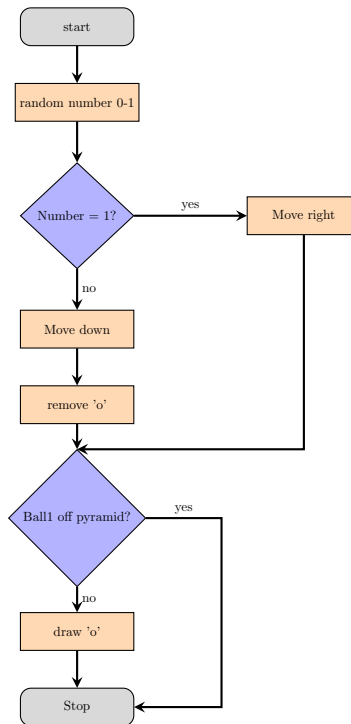 start
random number 0-1
Number = 1?
yes
Move right
no
Move down
remove 'o'
Ball1 off pyramid?
yes
no
draw 'o'
Stop